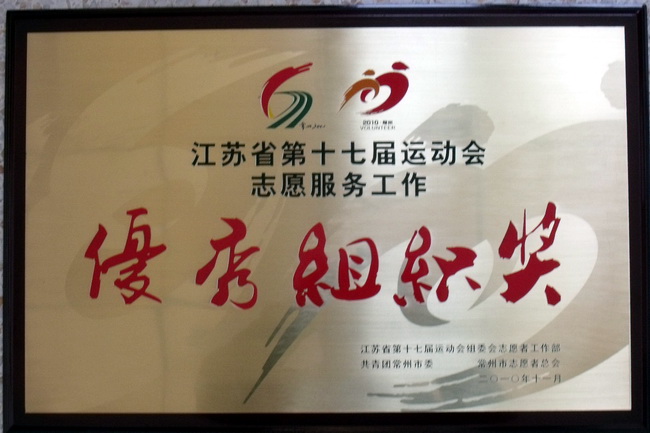 2010·常州
VOLUNTEER
江苏省第十七届运动会
志愿服务工作
優秀组织奖
江苏省第十七届运动会组委会志愿者工作部
共青团常州市委 常州市志愿者总会
二〇一〇年十一月